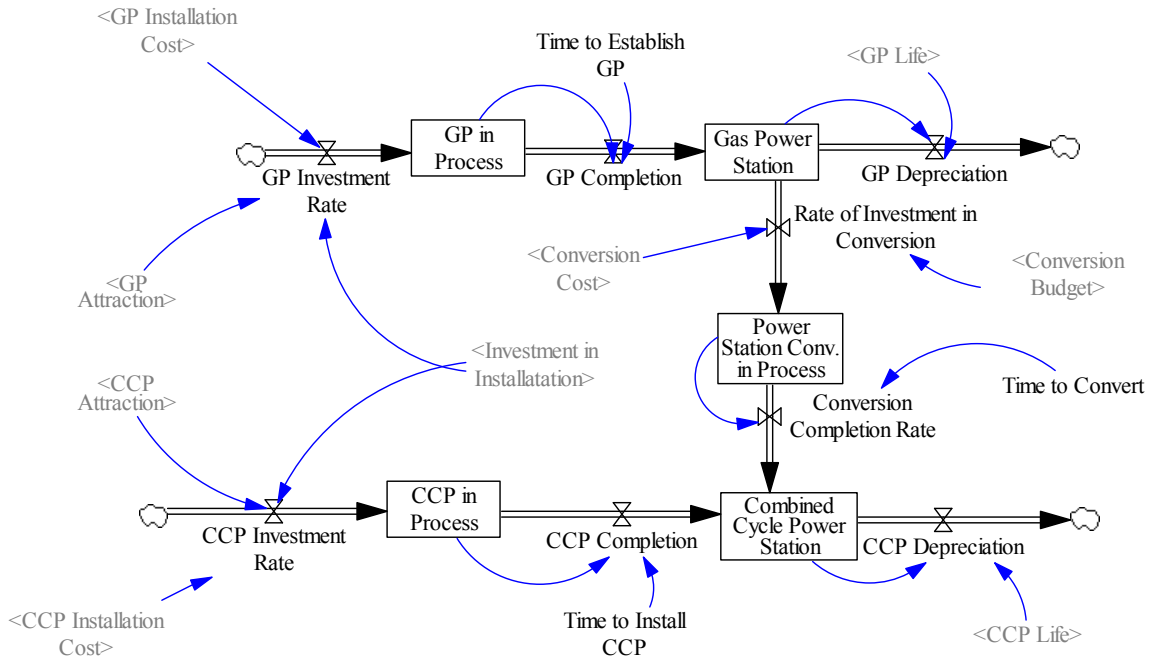 <GP Installation
Cost>
Time to Establish
GP
<GP Life>
GP in
Process
Gas Power
Station
GP Investment
Rate
GP Completion
GP Depreciation
Rate of Investment in
Conversion
<Conversion
Cost>
<Conversion
Budget>
<GP
Attraction>
Power
Station Conv.
in Process
<Investment in
Installatation>
<CCP
Attraction>
Time to Convert
Conversion
Completion Rate
CCP in
Process
Combined
Cycle Power
Station
CCP Investment
Rate
CCP Completion
CCP Depreciation
<CCP Installation
Cost>
Time to Install
CCP
<CCP Life>